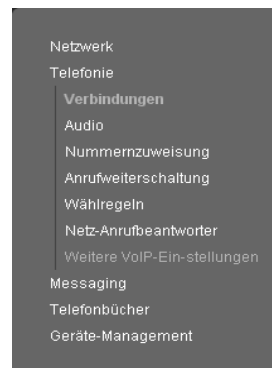 Netzwerk
Telefonie
Verbindungen
Audio
Nummernzuweisung
Anrufweiterschaltung
Wählregeln
Netz-Anrufbeantworter
Weitere VoIP-Ein-stellungen
Messaging
Telefonbücher
Geräte-Management